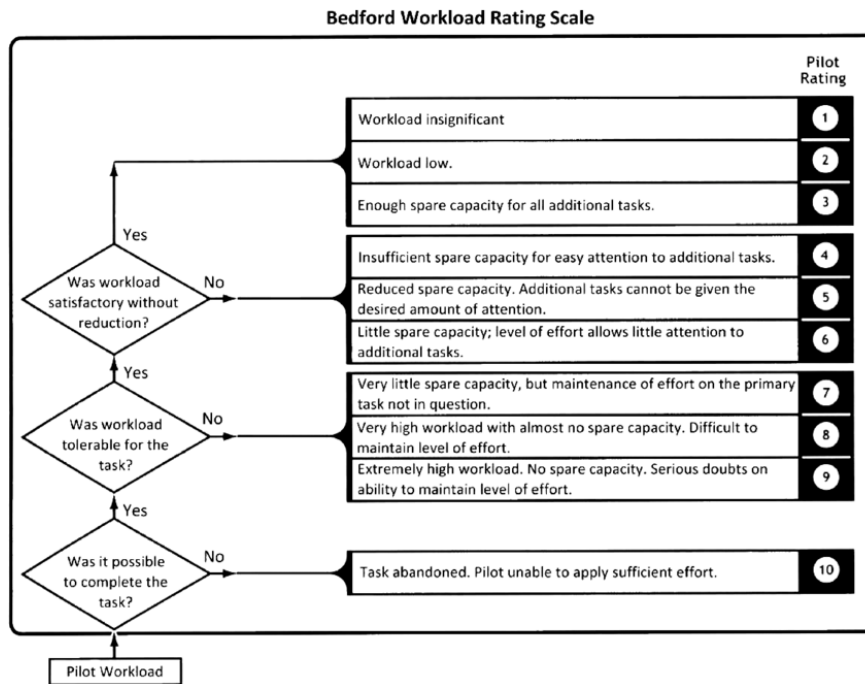 Bedford Workload Rating Scale
Pilot
Rating
Workload insignificant
1
Workload low.
2
Enough spare capacity for all additional tasks.
3
Yes
Was workload
satisfactory without
reduction?
No
Insufficient spare capacity for easy attention to additional tasks.
4
Reduced spare capacity. Additional tasks cannot be given the
desired amount of attention.
5
Little spare capacity; level of effort allows little attention to
additional tasks.
6
Yes
Was workload
tolerable for the
task?
No
Very little spare capacity, but maintenance of effort on the primary
task not in question.
7
Very high workload with almost no spare capacity. Difficult to
maintain level of effort.
8
Extremely high workload. No spare capacity. Serious doubts on
ability to maintain level of effort.
9
Yes
Was it possible
to complete the
task?
No
Task abandoned. Pilot unable to apply sufficient effort.
10
Pilot Workload